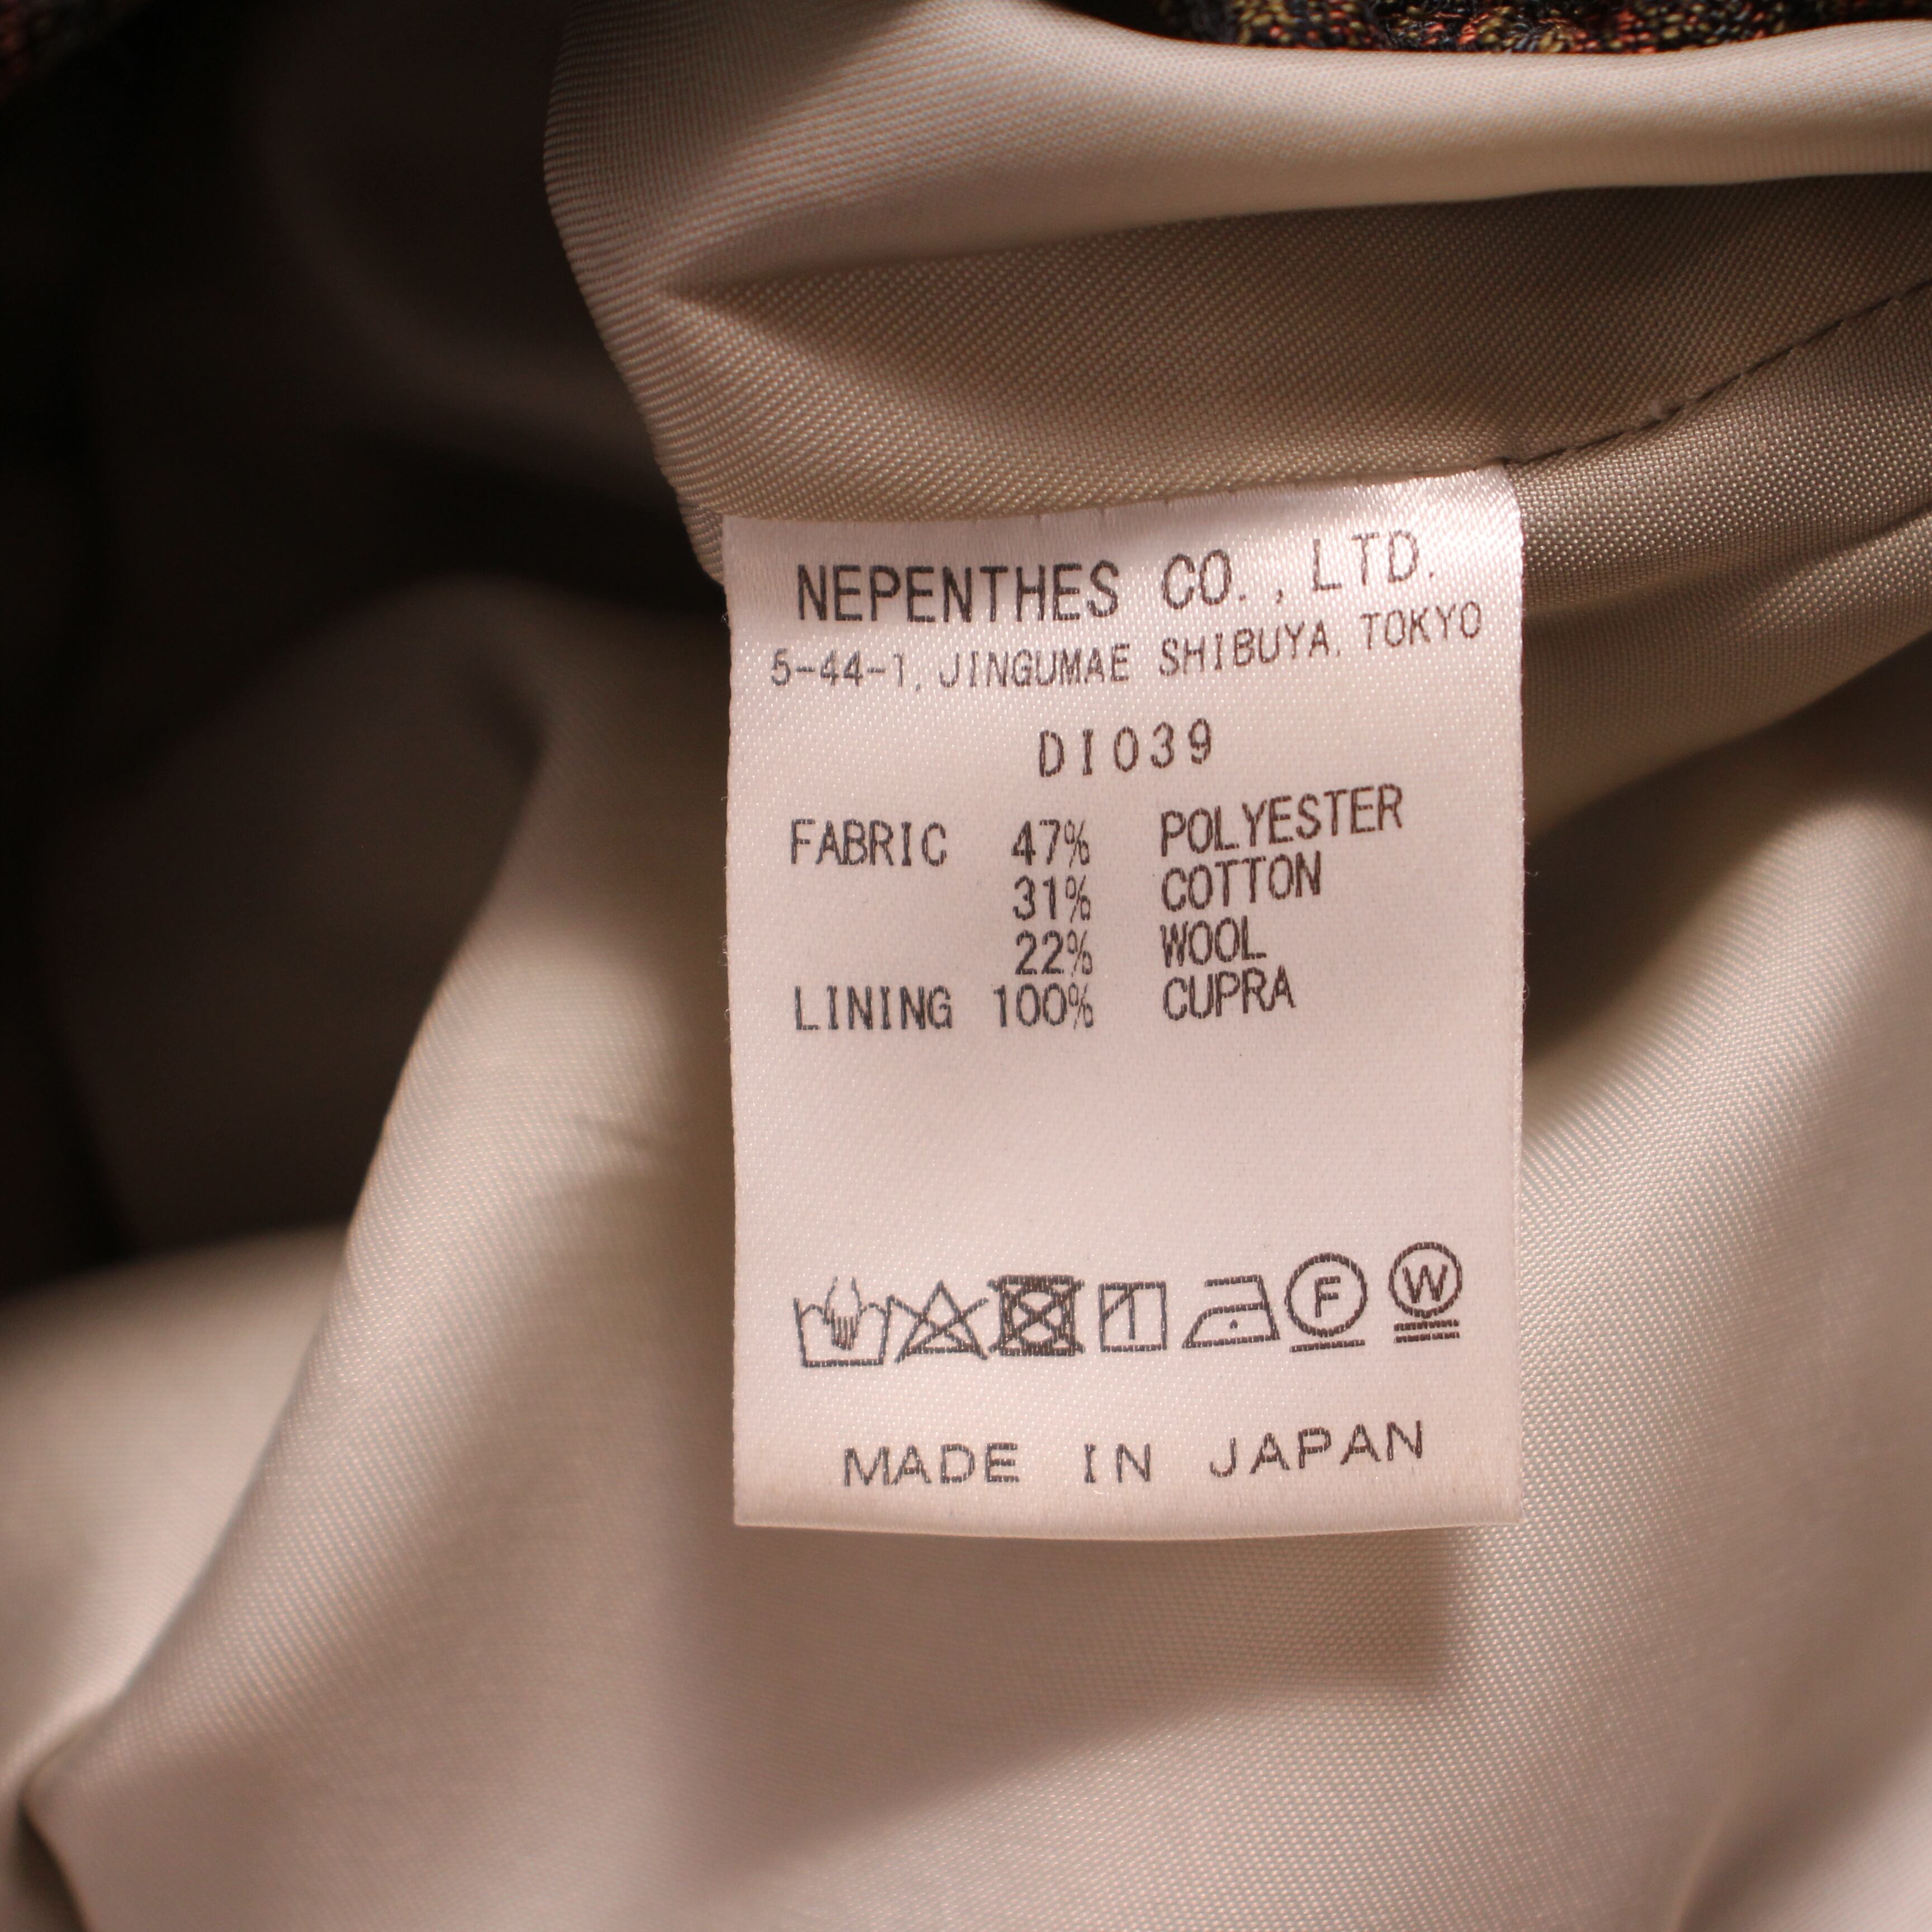 NEPENTHES CO., LTD.
5-44-1, JINGUMAE SHIBUYA, TOKYO
DI039
FABRIC 47% POLYESTER
31% COTTON
22% WOOL
LINING 100% CUPRA
F W
MADE IN JAPAN